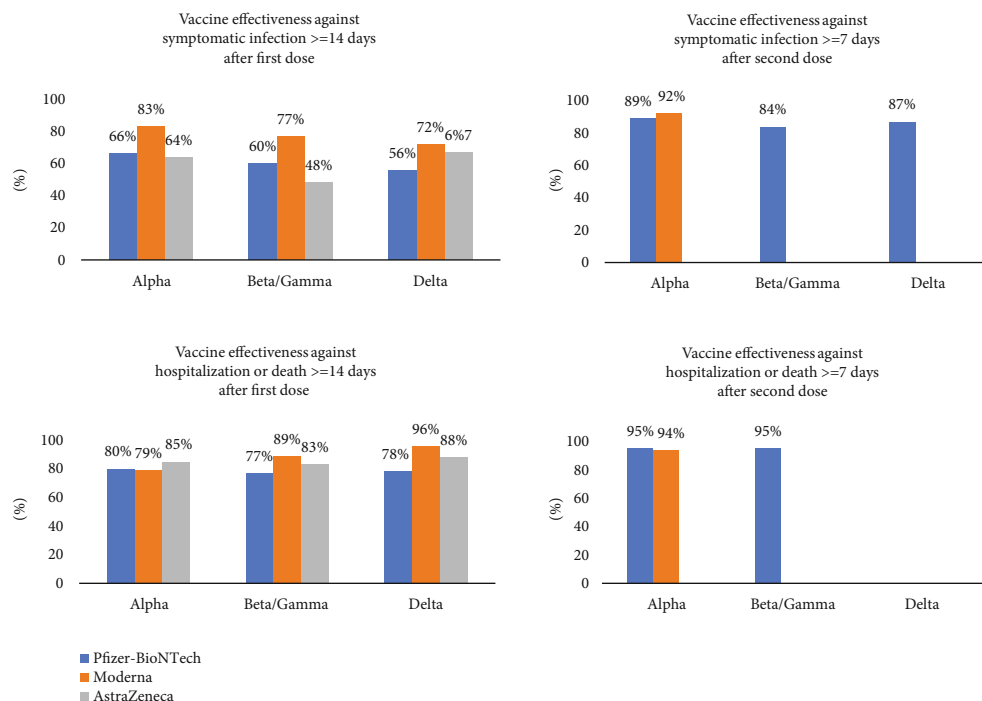 Vaccine effectiveness against
symptomatic infection >=14 days
after first dose
100
80
60
40
20
0
(%)
66%
83%
64%
60%
77%
48%
56%
72%
6%7
Alpha
Beta/Gamma
Delta
Vaccine effectiveness against
symptomatic infection >=7 days
after second dose
100
80
60
40
20
0
(%)
89%
92%
84%
87%
Alpha
Beta/Gamma
Delta
Vaccine effectiveness against
hospitalization or death >=14 days
after first dose
100
80
60
40
20
0
(%)
80%
79%
85%
77%
89%
83%
78%
96%
88%
Alpha
Beta/Gamma
Delta
Vaccine effectiveness against
hospitalization or death >=7 days
after second dose
100
80
60
40
20
0
(%)
95%
94%
95%
Alpha
Beta/Gamma
Delta
Pfizer-BioNTech
Moderna
AstraZeneca